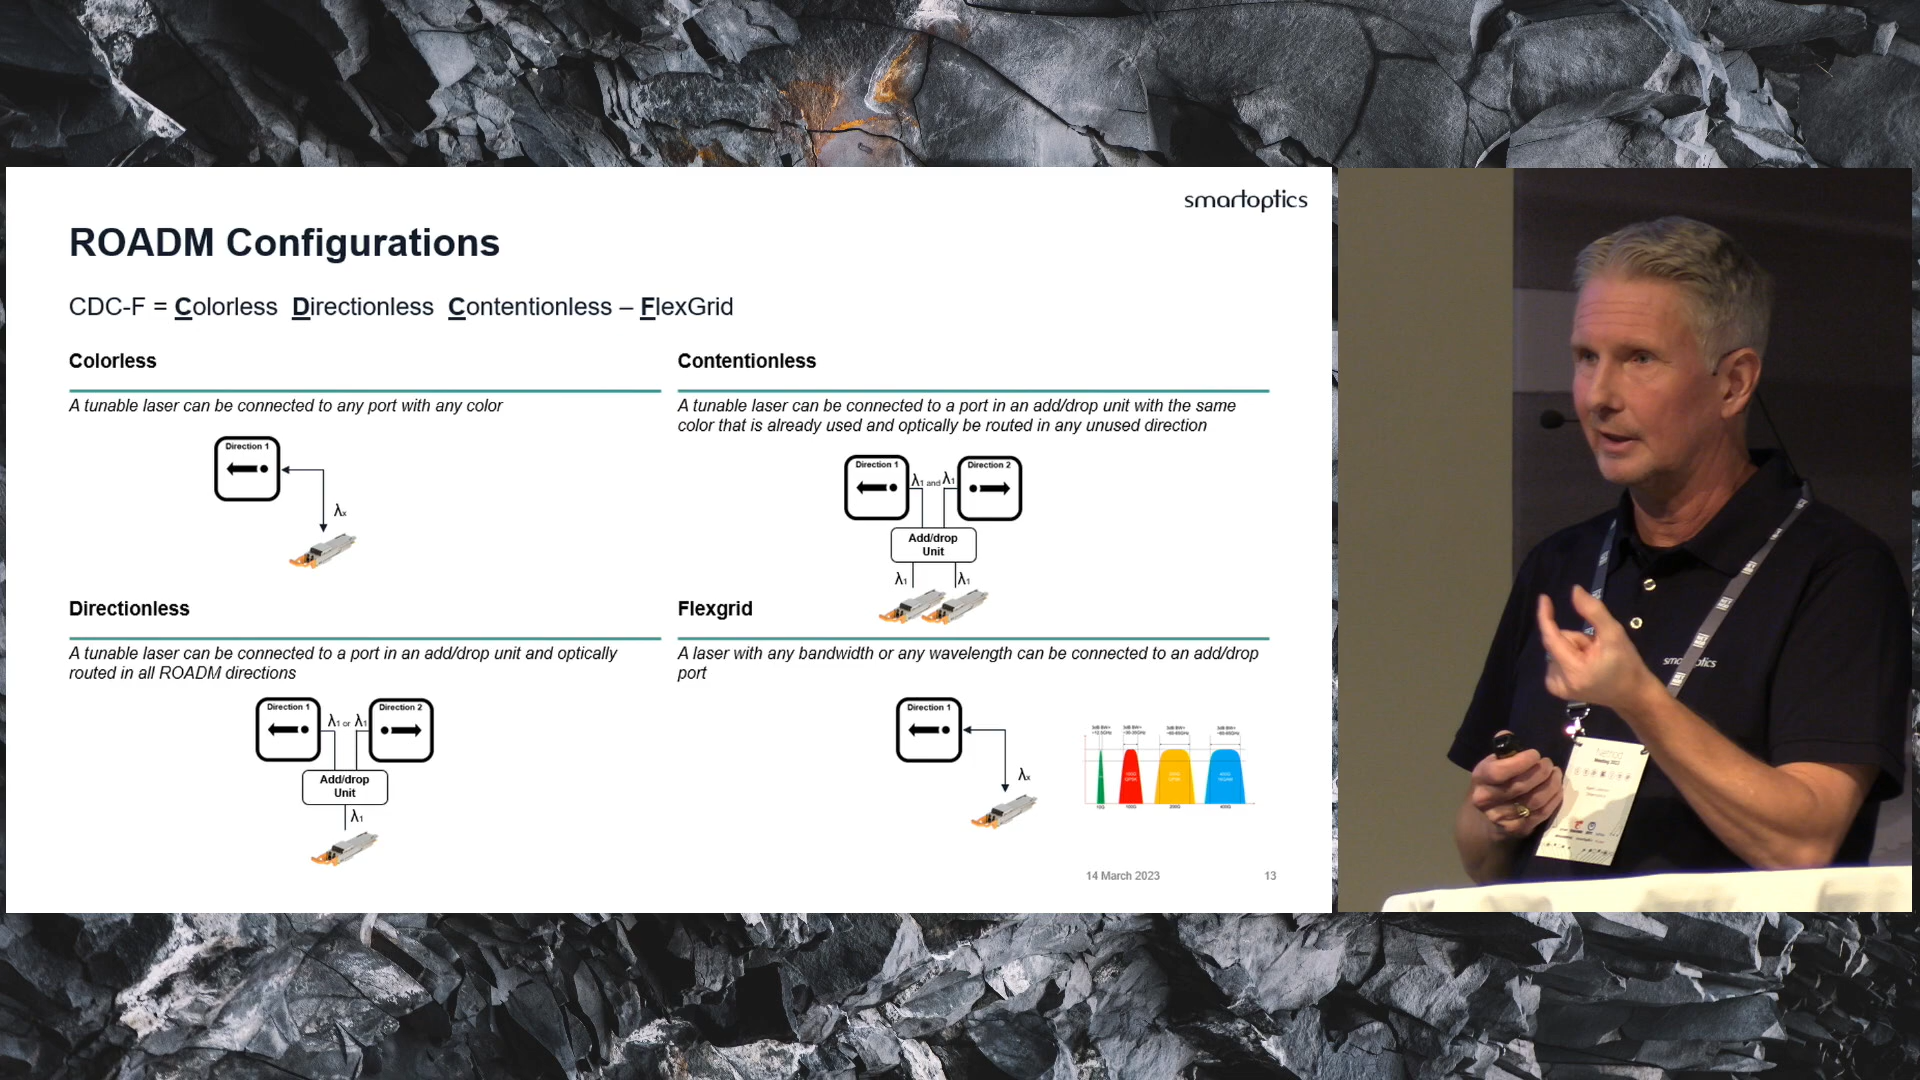 smartoptics
ROADM Configurations
CDC-F = Colorless Directionless Contentionless – FlexGrid
Colorless
A tunable laser can be connected to any port with any color
Direction 1
λx
Contentionless
A tunable laser can be connected to a port in an add/drop unit with the same
color that is already used and optically be routed in any unused direction
Direction 1
λ1 and λ1
Direction 2
Add/drop
Unit
λ1
λ1
Directionless
A tunable laser can be connected to a port in an add/drop unit and optically
routed in all ROADM directions
Direction 1
λ1 or λ1
Direction 2
Add/drop
Unit
λ1
Flexgrid
A laser with any bandwidth or any wavelength can be connected to an add/drop
port
Direction 1
λx
10G
100G
200G
400G
14 March 2023
13